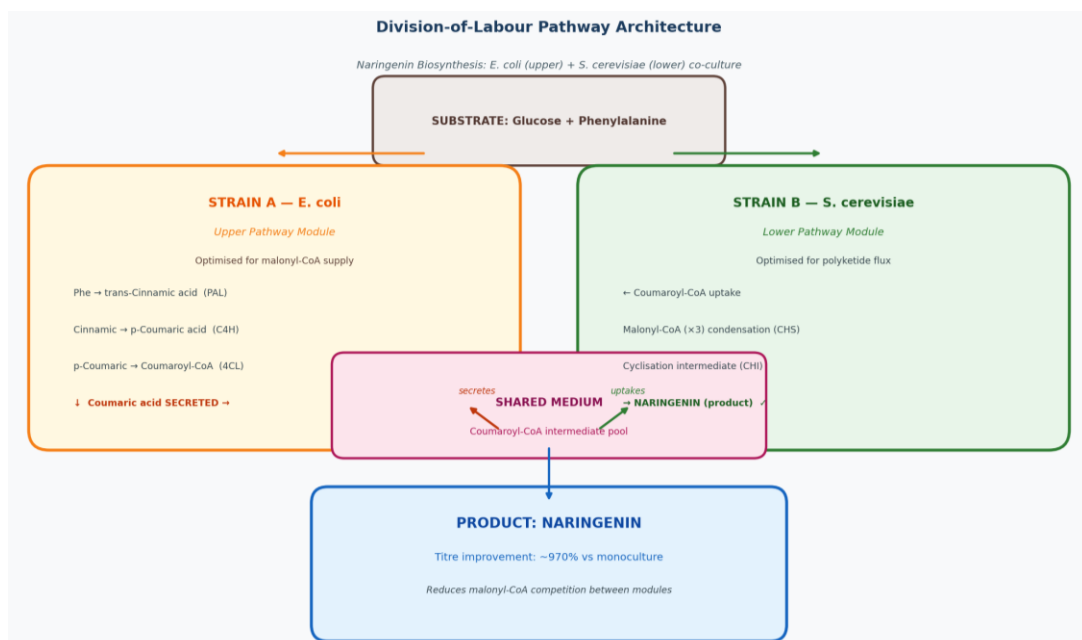 Division-of-Labour Pathway Architecture
Naringenin Biosynthesis: E. coli (upper) + S. cerevisiae (lower) co-culture
SUBSTRATE: Glucose + Phenylalanine
STRAIN A — E. coli
Upper Pathway Module
Optimised for malonyl-CoA supply
Phe → trans-Cinnamic acid (PAL)
Cinnamic → p-Coumaric acid (C4H)
p-Coumaric → Coumaroyl-CoA (4CL)
↓ Coumaric acid SECRETED →
STRAIN B — S. cerevisiae
Lower Pathway Module
Optimised for polyketide flux
← Coumaroyl-CoA uptake
Malonyl-CoA (×3) condensation (CHS)
Cyclisation intermediate (CHI)
→ NARINGENIN (product) ✓
secretes
uptakes
SHARED MEDIUM
Coumaroyl-CoA intermediate pool
PRODUCT: NARINGENIN
Titre improvement: ~970% vs monoculture
Reduces malonyl-CoA competition between modules